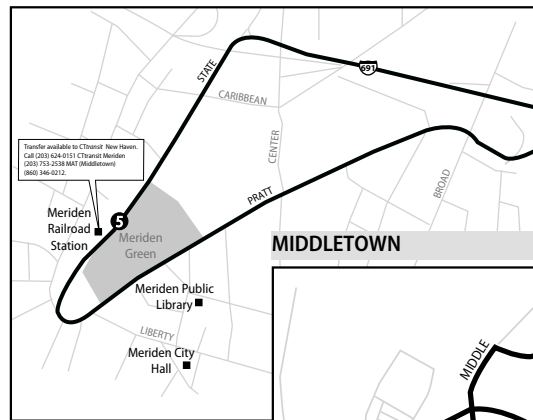 691
STATE
CARIBBEAN
CENTER
Transfer available to CTtransit New Haven.
Call (203) 624-0151 CTtransit Meriden
(203) 753-2538 MAT (Middletown)
(860) 346-0212.
BROAD
PRATT
5
Meriden
Railroad
Station
Meriden
Green
MIDDLETOWN
Meriden Public
Library
LIBERTY
Meriden City
Hall
MIDDLE